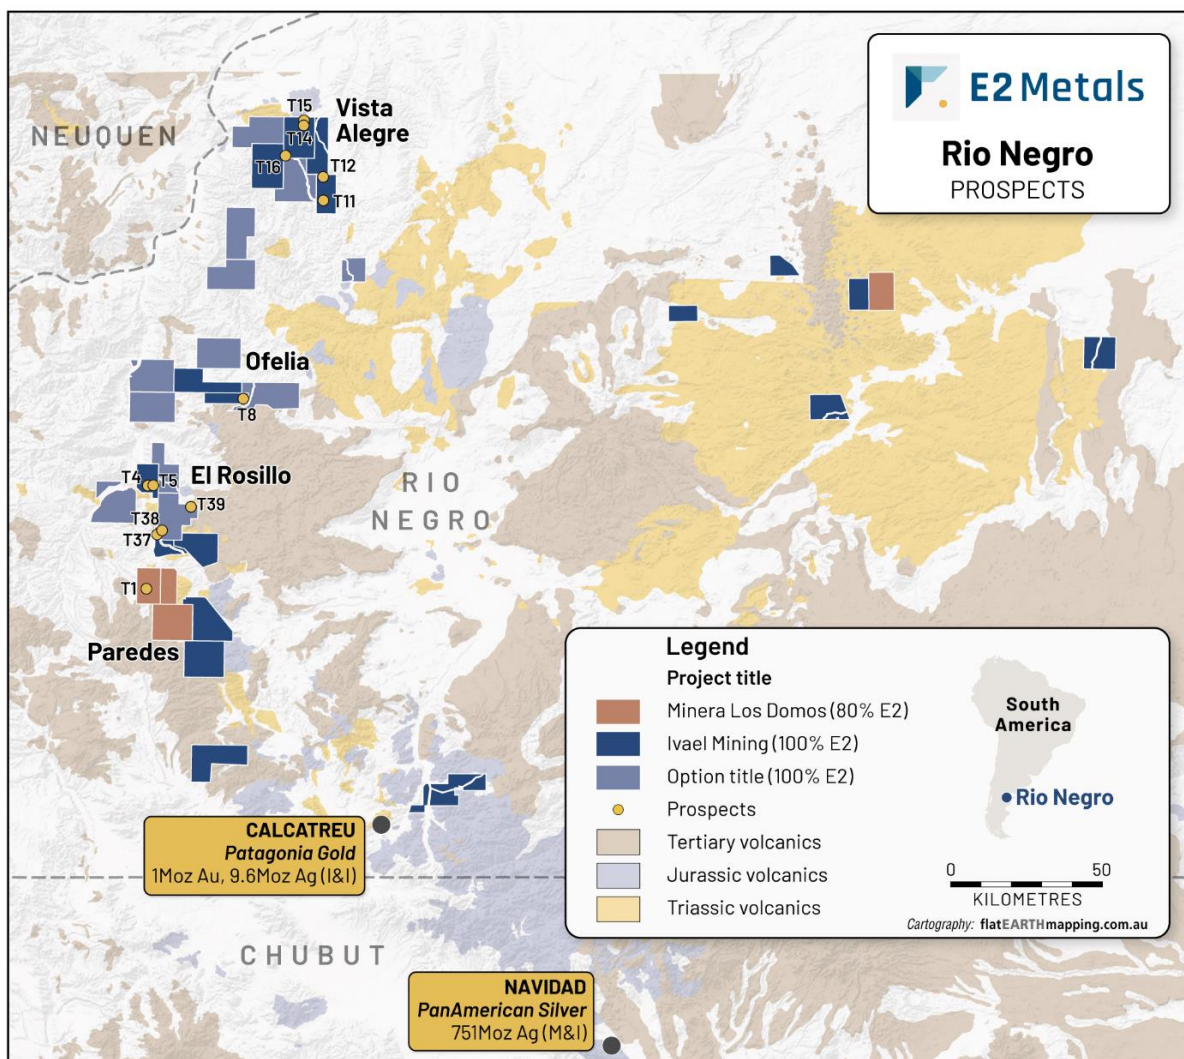 E2 Metals
Rio Negro
PROSPECTS
NEUQUEN
Vista
Alegre
T15
T14
T16
T12
T11
Ofelia
T8
El Rosillo
T4
T5
T39
T38
T37
T1
Paredes
RIO
NEGRO
CALCATREU
Patagonia Gold
1Moz Au, 9.6Moz Ag (I&I)
CHUBUT
NAVIDAD
PanAmerican Silver
751Moz Ag (M&I)
Legend
Project title
Minera Los Domos (80% E2)
Ivael Mining (100% E2)
Option title (100% E2)
Prospects
Tertiary volcanics
Jurassic volcanics
Triassic volcanics
South
America
Rio Negro
0 50
KILOMETRES
Cartography: flatEARTHmapping.com.au